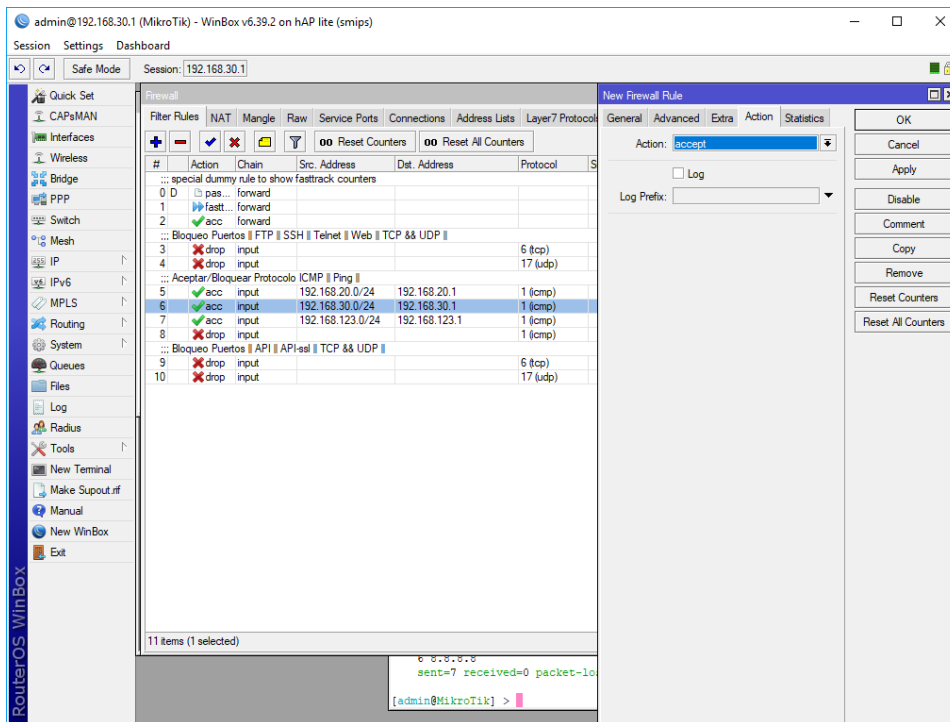 admin@192.168.30.1 (MikroTik) - WinBox v6.39.2 on hAP lite (smips)
Session Settings Dashboard
Safe Mode Session: 192.168.30.1
Quick Set
CAPsMAN
Interfaces
Wireless
Bridge
PPP
Switch
Mesh
IP
IPv6
MPLS
Routing
System
Queues
Files
Log
Radius
Tools
New Terminal
Make Supout.rif
Manual
New WinBox
Exit
RouterOS WinBox
Firewall
Filter Rules NAT Mangle Raw Service Ports Connections Address Lists Layer7 Protocols
00 Reset Counters 00 Reset All Counters
# Action Chain Src. Address Dst. Address Protocol S
::: special dummy rule to show fasttrack counters
0 D pas... forward
1 fastt... forward
2 acc forward
::: Bloqueo Puertos || FTP || SSH || Telnet || Web || TCP && UDP ||
3 drop input 6 (tcp)
4 drop input 17 (udp)
::: Aceptar/Bloquear Protocolo ICMP || Ping ||
5 acc input 192.168.20.0/24 192.168.20.1 1 (icmp)
6 acc input 192.168.30.0/24 192.168.30.1 1 (icmp)
7 acc input 192.168.123.0/24 192.168.123.1 1 (icmp)
8 drop input 1 (icmp)
::: Bloqueo Puertos || API || API-ssl || TCP && UDP ||
9 drop input 6 (tcp)
10 drop input 17 (udp)
11 items (1 selected)
6 8.8.8.8
sent=7 received=0 packet-lo
[admin@MikroTik] >
New Firewall Rule
General Advanced Extra Action Statistics
Action: accept
Log
Log Prefix:
OK
Cancel
Apply
Disable
Comment
Copy
Remove
Reset Counters
Reset All Counters